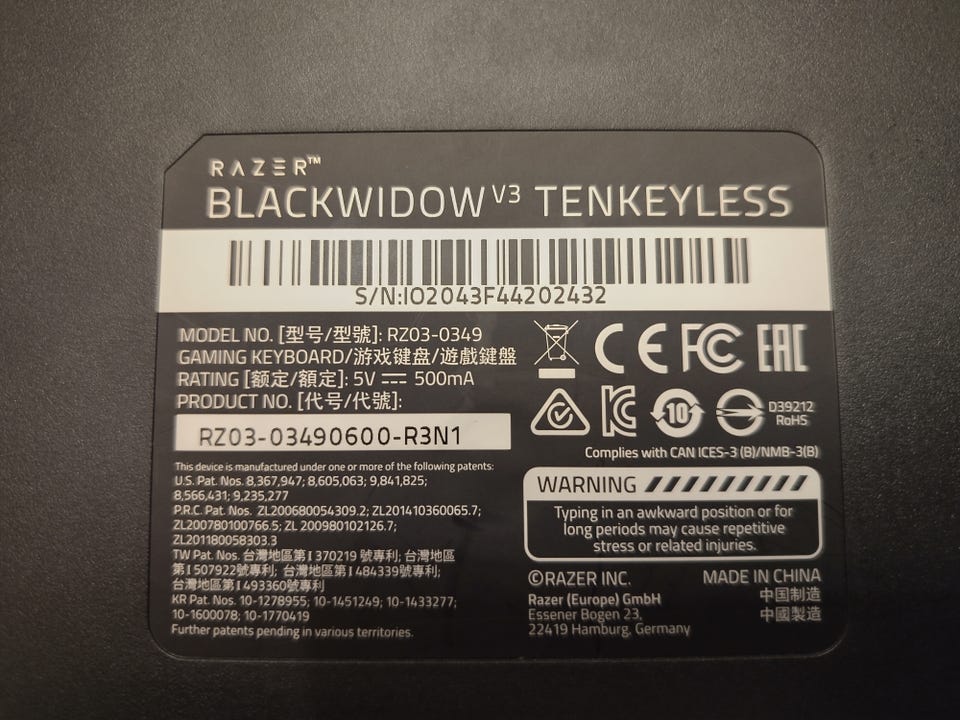 RAZER™
BLACKWIDOW V3 TENKEYLESS
S/N:IO2043F44202432
MODEL NO. [型号/型號]: RZ03-0349
GAMING KEYBOARD/游戏键盘/遊戲鍵盤
RATING [额定/額定]: 5V ⎓ 500mA
PRODUCT NO. [代号/代號]:
RZ03-03490600-R3N1
This device is manufactured under one or more of the following patents:
U.S. Pat. Nos. 8,367,947; 8,605,063; 9,841,825;
8,566,431; 9,235,277
P.R.C. Pat. Nos. ZL200680054309.2; ZL201410360065.7;
ZL200780100766.5; ZL 200980102126.7;
ZL201180058303.3
TW Pat. Nos. 台灣地區第 I 370219 號專利; 台灣地區
第 I 507922號專利; 台灣地區第 I 484339號專利;
台灣地區第 I 493360號專利
KR Pat. Nos. 10-1278955; 10-1451249; 10-1433277;
10-1600078; 10-1770419
Further patents pending in various territories.
CE FC EAC
KC 10 D39212
RoHS
Complies with CAN ICES-3 (B)/NMB-3(B)
WARNING
Typing in an awkward position or for
long periods may cause repetitive
stress or related injuries.
©RAZER INC.
Razer (Europe) GmbH
Essener Bogen 23,
22419 Hamburg, Germany
MADE IN CHINA
中国制造
中國製造